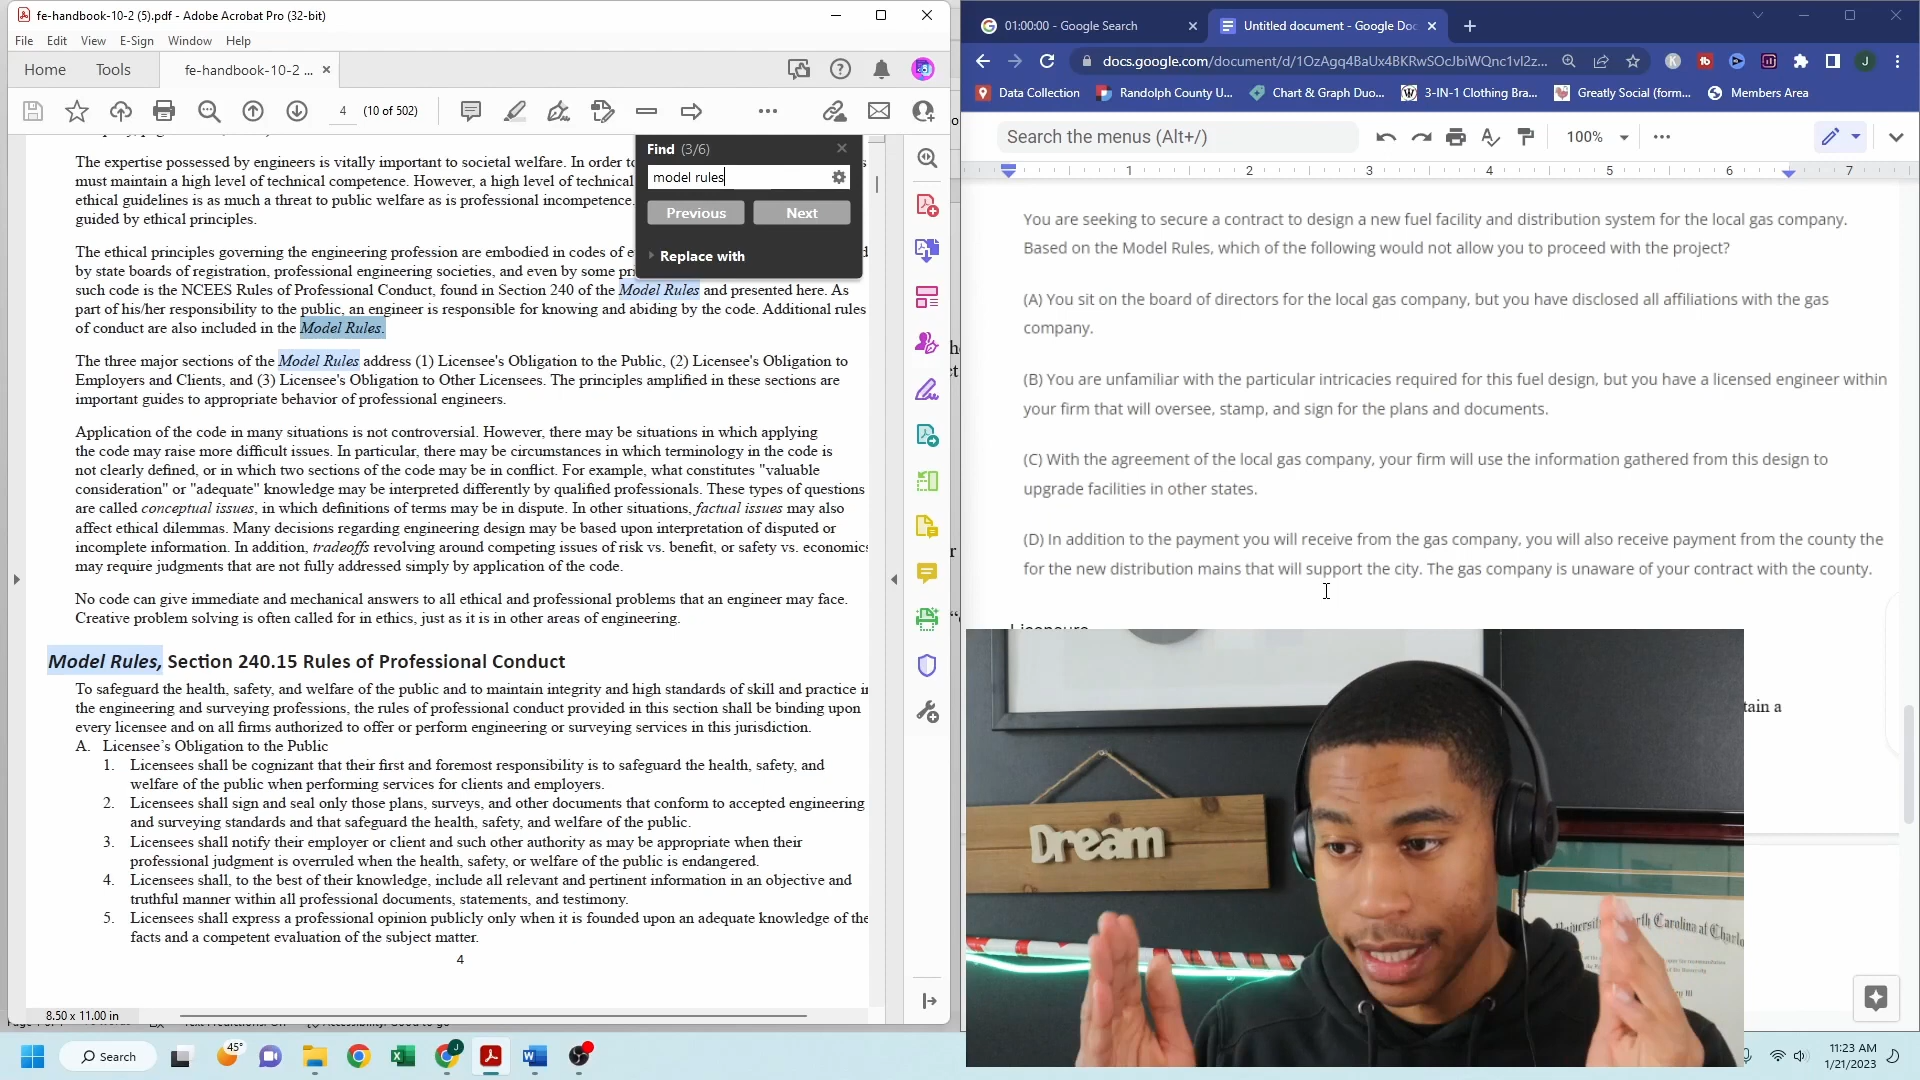 fe-handbook-10-2 (5).pdf - Adobe Acrobat Pro (32-bit)
File Edit View E-Sign Window Help
Home Tools fe-handbook-10-2 ...
4 (10 of 502)
Find (3/6)
model rules
Previous Next
Replace with
The expertise possessed by engineers is vitally important to societal welfare. In order to
must maintain a high level of technical competence. However, a high level of technical
ethical guidelines is as much a threat to public welfare as is professional incompetence.
guided by ethical principles.
The ethical principles governing the engineering profession are embodied in codes of e
by state boards of registration, professional engineering societies, and even by some pri
such code is the NCEES Rules of Professional Conduct, found in Section 240 of the Model Rules and presented here. As
part of his/her responsibility to the public, an engineer is responsible for knowing and abiding by the code. Additional rules
of conduct are also included in the Model Rules.
The three major sections of the Model Rules address (1) Licensee's Obligation to the Public, (2) Licensee's Obligation to
Employers and Clients, and (3) Licensee's Obligation to Other Licensees. The principles amplified in these sections are
important guides to appropriate behavior of professional engineers.
Application of the code in many situations is not controversial. However, there may be situations in which applying
the code may raise more difficult issues. In particular, there may be circumstances in which terminology in the code is
not clearly defined, or in which two sections of the code may be in conflict. For example, what constitutes "valuable
consideration" or "adequate" knowledge may be interpreted differently by qualified professionals. These types of questions
are called conceptual issues, in which definitions of terms may be in dispute. In other situations, factual issues may also
affect ethical dilemmas. Many decisions regarding engineering design may be based upon interpretation of disputed or
incomplete information. In addition, tradeoffs revolving around competing issues of risk vs. benefit, or safety vs. economics
may require judgments that are not fully addressed simply by application of the code.
No code can give immediate and mechanical answers to all ethical and professional problems that an engineer may face.
Creative problem solving is often called for in ethics, just as it is in other areas of engineering.
Model Rules, Section 240.15 Rules of Professional Conduct
To safeguard the health, safety, and welfare of the public and to maintain integrity and high standards of skill and practice in
the engineering and surveying professions, the rules of professional conduct provided in this section shall be binding upon
every licensee and on all firms authorized to offer or perform engineering or surveying services in this jurisdiction.
A. Licensee's Obligation to the Public
1. Licensees shall be cognizant that their first and foremost responsibility is to safeguard the health, safety, and
welfare of the public when performing services for clients and employers.
2. Licensees shall sign and seal only those plans, surveys, and other documents that conform to accepted engineering
and surveying standards and that safeguard the health, safety, and welfare of the public.
3. Licensees shall notify their employer or client and such other authority as may be appropriate when their
professional judgment is overruled when the health, safety, or welfare of the public is endangered.
4. Licensees shall, to the best of their knowledge, include all relevant and pertinent information in an objective and
truthful manner within all professional documents, statements, and testimony.
5. Licensees shall express a professional opinion publicly only when it is founded upon an adequate knowledge of the
facts and a competent evaluation of the subject matter.
4
8.50 x 11.00 in
01:00:00 - Google Search Untitled document - Google Doc
docs.google.com/document/d/1OzAgq4BaUx4BKRwSOcJbiWQnc1vl2z...
Data Collection Randolph County U... Chart & Graph Duo... 3-IN-1 Clothing Bra... Greatly Social (form... Members Area
Search the menus (Alt+/) 100%
1 2 3 4 5 6 7
You are seeking to secure a contract to design a new fuel facility and distribution system for the local gas company.
Based on the Model Rules, which of the following would not allow you to proceed with the project?
(A) You sit on the board of directors for the local gas company, but you have disclosed all affiliations with the gas
company.
(B) You are unfamiliar with the particular intricacies required for this fuel design, but you have a licensed engineer within
your firm that will oversee, stamp, and sign for the plans and documents.
(C) With the agreement of the local gas company, your firm will use the information gathered from this design to
upgrade facilities in other states.
(D) In addition to the payment you will receive from the gas company, you will also receive payment from the county the
for the new distribution mains that will support the city. The gas company is unaware of your contract with the county.
tain a
Dream
Search
45°
11:23 AM
1/21/2023